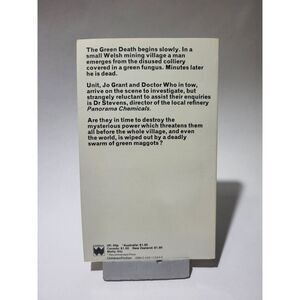 The Green Death begins slowly. In a
small Welsh mining village a man
emerges from the disused colliery
covered in a green fungus. Minutes later
he is dead.
Unit, Jo Grant and Doctor Who in tow,
arrive on the scene to investigate, but
strangely reluctant to assist their enquiries
is Dr Stevens, director of the local refinery
Panorama Chemicals.
Are they in time to destroy the
mysterious power which threatens them
all before the whole village, and even
the world, is wiped out by a deadly
swarm of green maggots?